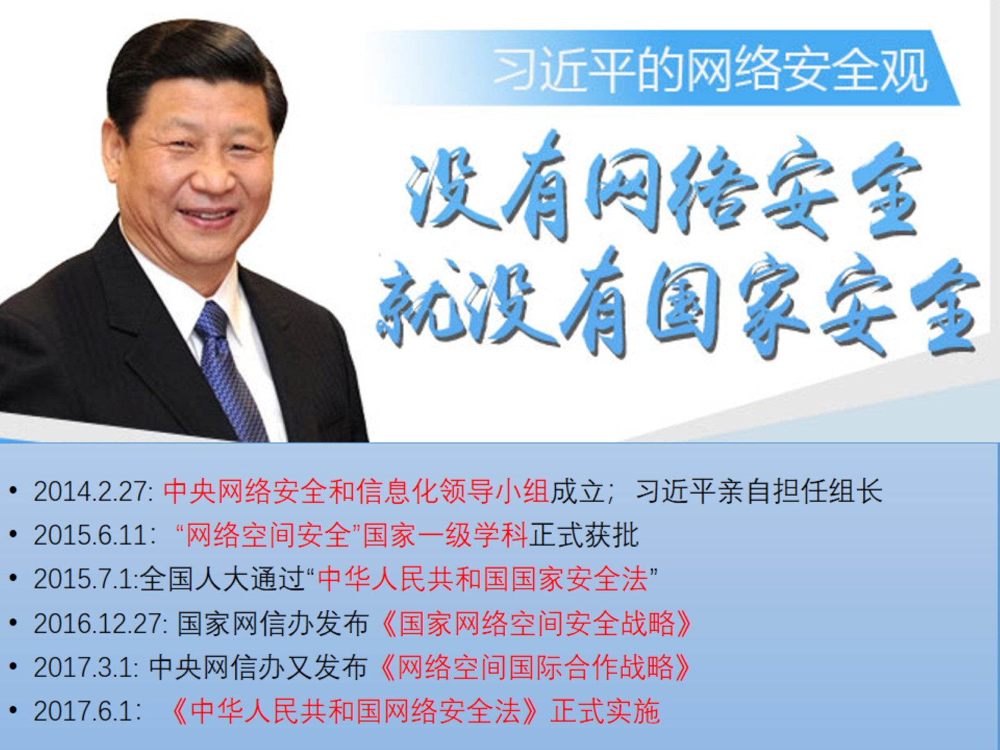 习近平的网络安全观
没有网络安全
就没有国家安全
• 2014.2.27: 中央网络安全和信息化领导小组成立；习近平亲自担任组长
• 2015.6.11：“网络空间安全”国家一级学科正式获批
• 2015.7.1:全国人大通过“中华人民共和国国家安全法”
• 2016.12.27: 国家网信办发布《国家网络空间安全战略》
• 2017.3.1: 中央网信办又发布《网络空间国际合作战略》
• 2017.6.1：《中华人民共和国网络安全法》正式实施